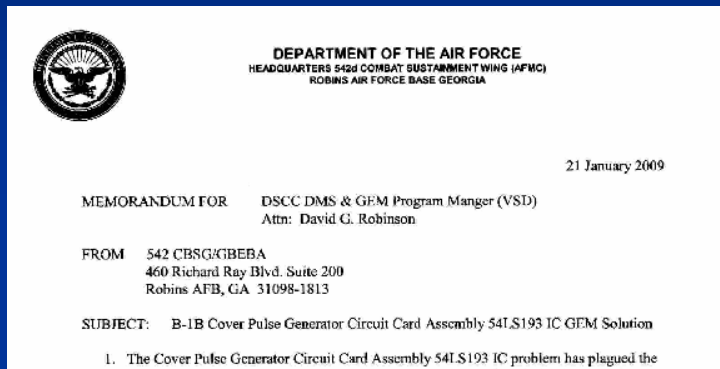 DEPARTMENT OF THE AIR FORCE
HEADQUARTERS 542d COMBAT SUSTAINMENT WING (AFMC)
ROBINS AIR FORCE BASE GEORGIA
21 January 2009
MEMORANDUM FOR DSCC DMS & GEM Program Manger (VSD)
Attn: David G. Robinson
FROM 542 CBSG/GBEBA
460 Richard Ray Blvd. Suite 200
Robins AFB, GA 31098-1813
SUBJECT: B-1B Cover Pulse Generator Circuit Card Assembly 54LS193 IC GEM Solution
1. The Cover Pulse Generator Circuit Card Assembly 54LS193 IC problem has plagued the